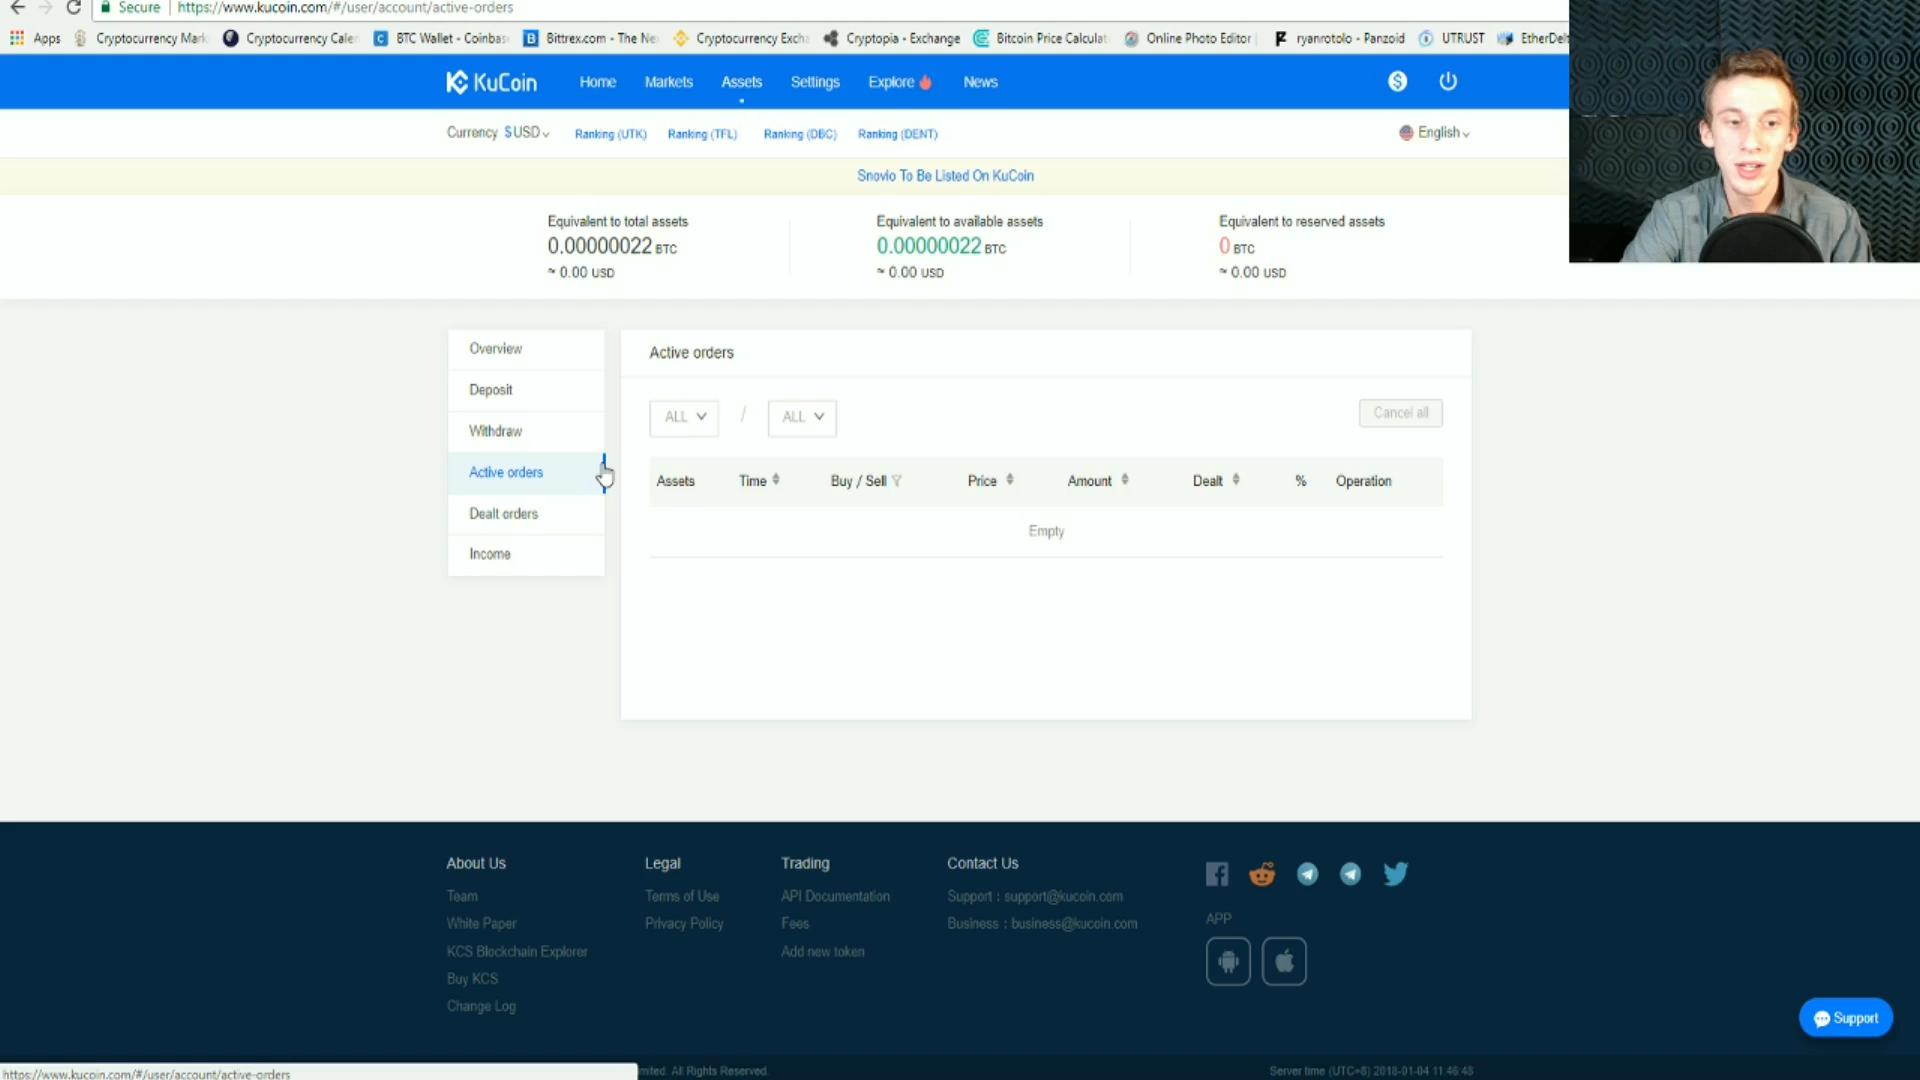 Secure https://www.kucoin.com/#/user/account/active-orders
Apps Cryptocurrency Mark Cryptocurrency Cale BTC Wallet - Coinbas Bittrex.com - The Ne Cryptocurrency Exch Cryptopia - Exchange Bitcoin Price Calculat Online Photo Editor ryanrotolo - Panzoid UTRUST EtherDelt
KuCoin Home Markets Assets Settings Explore News
Currency $ USD Ranking (UTK) Ranking (TFL) Ranking (DBC) Ranking (DENT) English
Snovio To Be Listed On KuCoin
Equivalent to total assets Equivalent to available assets Equivalent to reserved assets
0.00000022 BTC 0.00000022 BTC 0 BTC
≈ 0.00 USD ≈ 0.00 USD ≈ 0.00 USD
Overview
Deposit
Withdraw
Active orders
Dealt orders
Income
Active orders
ALL / ALL Cancel all
Assets Time Buy / Sell Price Amount Dealt % Operation
Empty
About Us
Team
White Paper
KCS Blockchain Explorer
Buy KCS
Change Log
Legal
Terms of Use
Privacy Policy
Trading
API Documentation
Fees
Add new token
Contact Us
Support : support@kucoin.com
Business : business@kucoin.com
APP
Support
https://www.kucoin.com/#/user/account/active-orders
mited. All Rights Reserved.
Server time (UTC+8) 2018-01-04 11:46:48